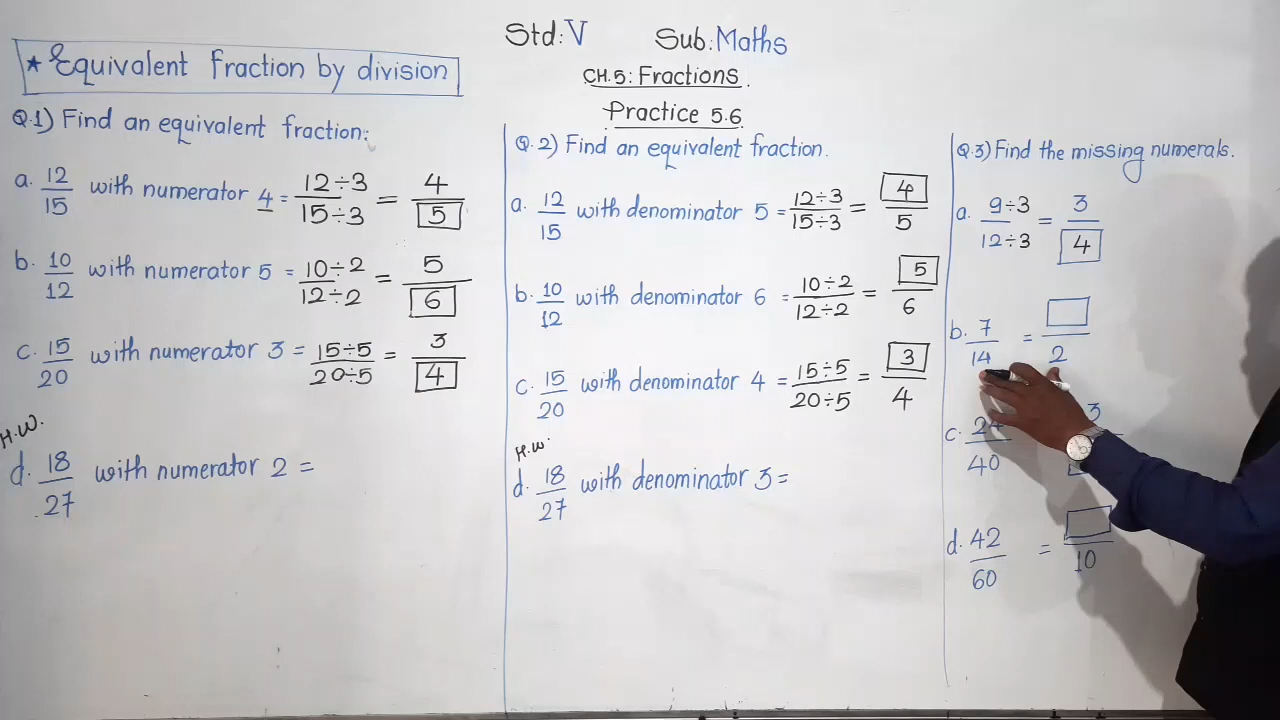 Std: V Sub: Maths
CH.5: Fractions.
Practice 5.6
★ Equivalent fraction by division
Q.1) Find an equivalent fraction:
a. 12/15 with numerator 4 = 12÷3/15÷3 = 4/5
b. 10/12 with numerator 5 = 10÷2/12÷2 = 5/6
c. 15/20 with numerator 3 = 15÷5/20÷5 = 3/4
H.W.
d. 18/27 with numerator 2 =
Q.2) Find an equivalent fraction.
a. 12/15 with denominator 5 = 12÷3/15÷3 = 4/5
b. 10/12 with denominator 6 = 10÷2/12÷2 = 5/6
c. 15/20 with denominator 4 = 15÷5/20÷5 = 3/4
H.W.
d. 18/27 with denominator 3 =
Q.3) Find the missing numerals.
a. 9÷3/12÷3 = 3/4
b. 7/14 = □/2
c. 24/40 3/□
d. 42/60 = □/10